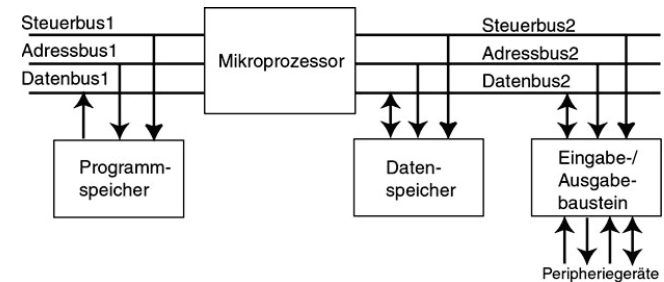 Steuerbus1
Adressbus1
Datenbus1
Mikroprozessor
Steuerbus2
Adressbus2
Datenbus2
Programm-
speicher
Daten-
speicher
Eingabe-/
Ausgabe-
baustein
Peripheriegeräte